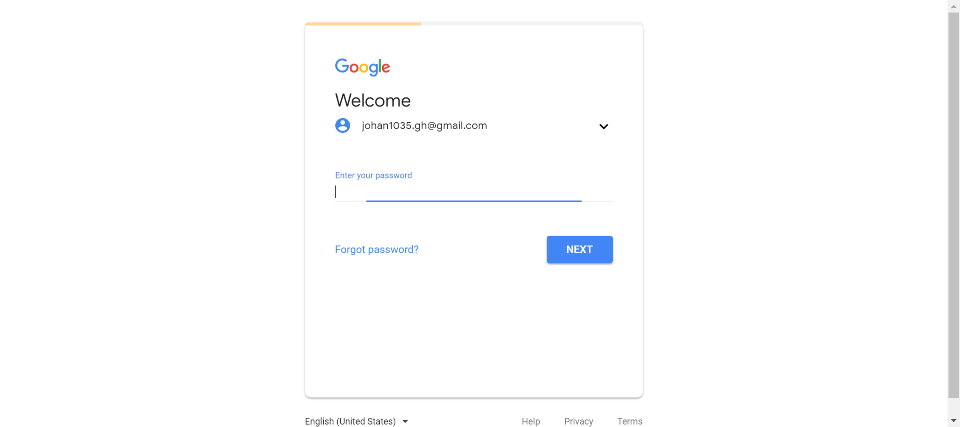 Google
Welcome
johan1035.gh@gmail.com
Enter your password
Forgot password?
NEXT
English (United States)
Help
Privacy
Terms